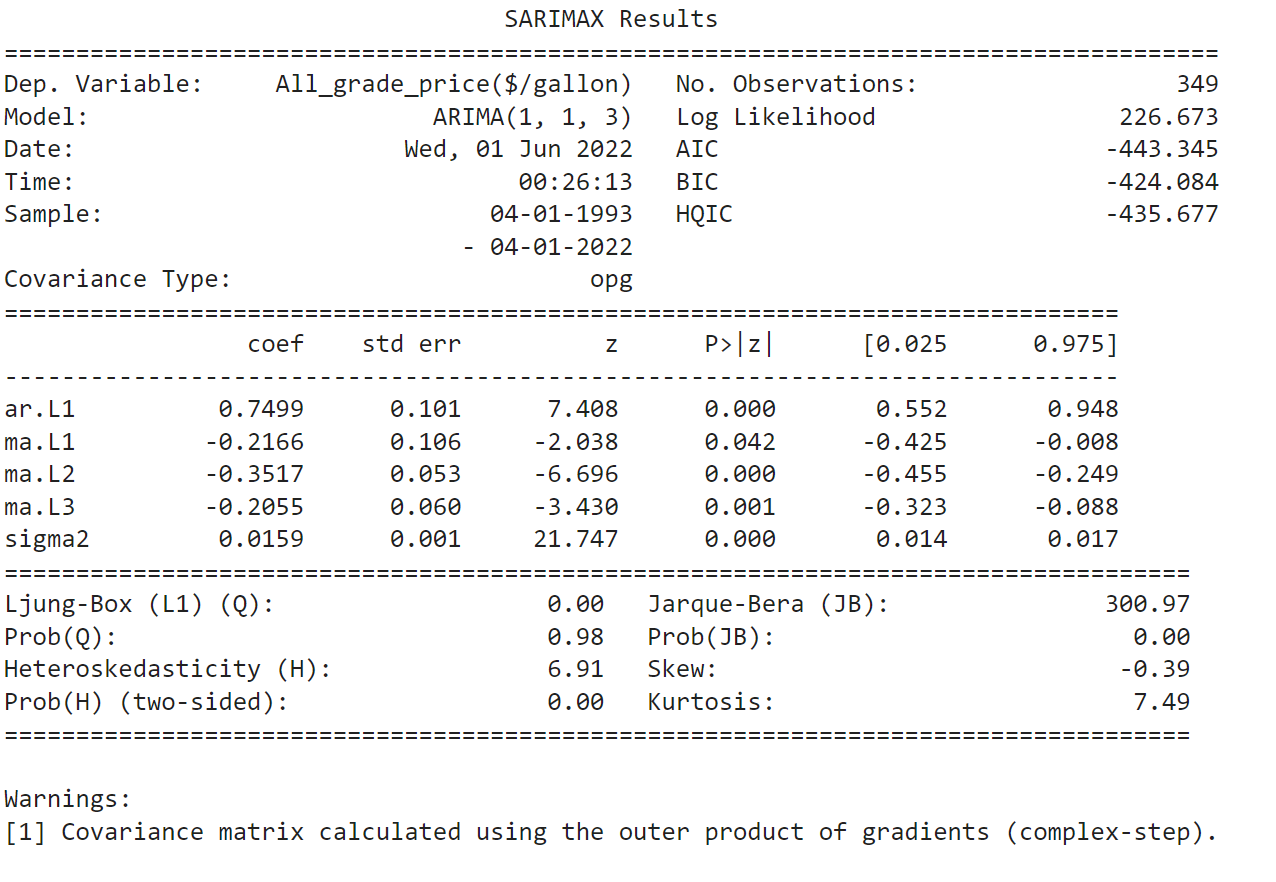 SARIMAX Results
=====================================================================================
Dep. Variable:     All_grade_price($/gallon)   No. Observations:                  349
Model:                        ARIMA(1, 1, 3)   Log Likelihood                 226.673
Date:                       Wed, 01 Jun 2022   AIC                           -443.345
Time:                               00:26:13   BIC                           -424.084
Sample:                           04-01-1993   HQIC                          -435.677
                                - 04-01-2022
Covariance Type:                         opg
==============================================================================
                 coef    std err          z      P>|z|      [0.025      0.975]
------------------------------------------------------------------------------
ar.L1          0.7499      0.101      7.408      0.000       0.552       0.948
ma.L1         -0.2166      0.106     -2.038      0.042      -0.425      -0.008
ma.L2         -0.3517      0.053     -6.696      0.000      -0.455      -0.249
ma.L3         -0.2055      0.060     -3.430      0.001      -0.323      -0.088
sigma2         0.0159      0.001     21.747      0.000       0.014       0.017
===================================================================================
Ljung-Box (L1) (Q):                   0.00   Jarque-Bera (JB):               300.97
Prob(Q):                              0.98   Prob(JB):                         0.00
Heteroskedasticity (H):               6.91   Skew:                            -0.39
Prob(H) (two-sided):                  0.00   Kurtosis:                         7.49
===================================================================================
Warnings:
[1] Covariance matrix calculated using the outer product of gradients (complex-step).